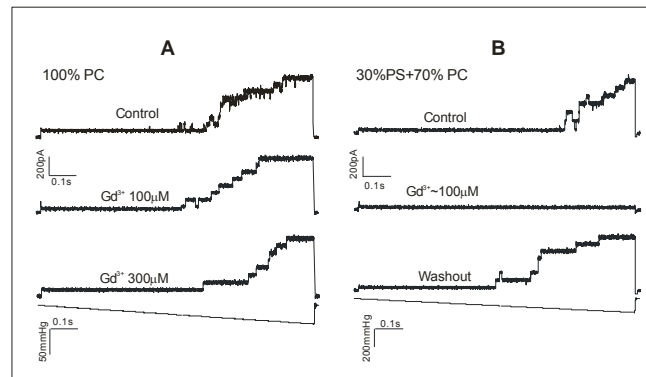 A
B
100% PC
30%PS+70% PC
Control
Control
200pA
0.1s
200pA
0.1s
Gd³⁺ 100μM
Gd³⁺~100μM
Gd³⁺ 300μM
Washout
50mmHg
0.1s
200mmHg
0.1s